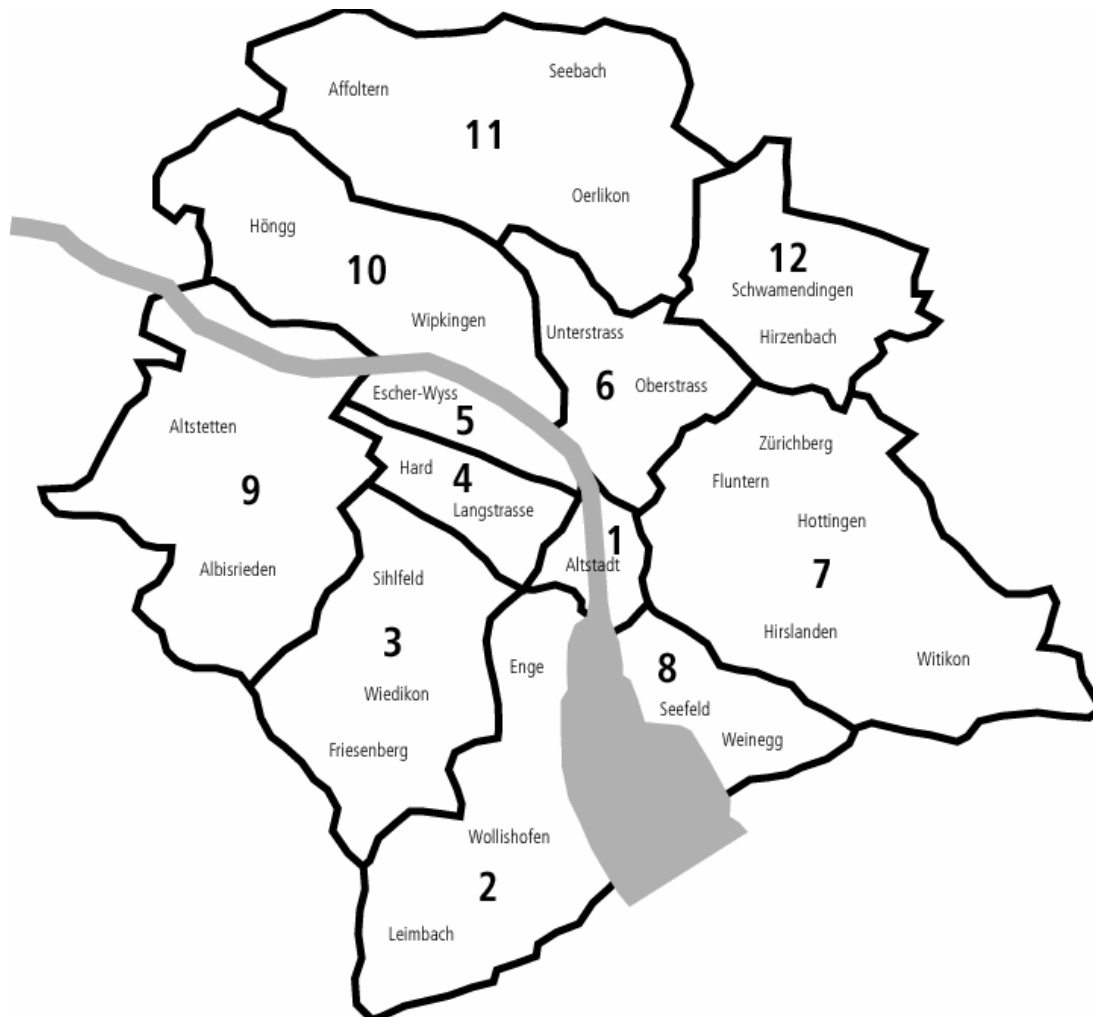 Seebach
Affoltern
11
Oerlikon
Höngg
10
12
Schwamendingen
Wipkingen
Unterstrass
Hirzenbach
6
Oberstrass
Escher-Wyss
5
Altstetten
Zürichberg
Hard
4
Fluntern
9
Langstrasse
Hottingen
1
Altstadt
Albisrieden
Sihlfeld
7
3
Hirslanden
Enge
8
Witikon
Wiedikon
Seefeld
Friesenberg
Weinegg
Wollishofen
2
Leimbach